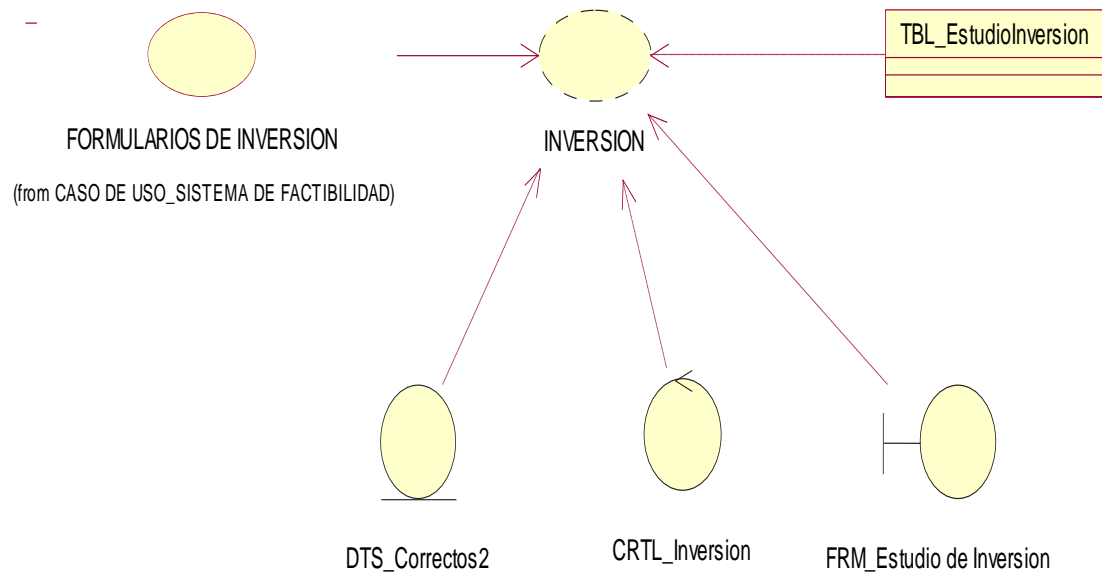 TBL_EstudioInversion
FORMULARIOS DE INVERSION
INVERSION
(from CASO DE USO_SISTEMA DE FACTIBILIDAD)
DTS_Correctos2
CRTL_Inversion
FRM_Estudio de Inversion